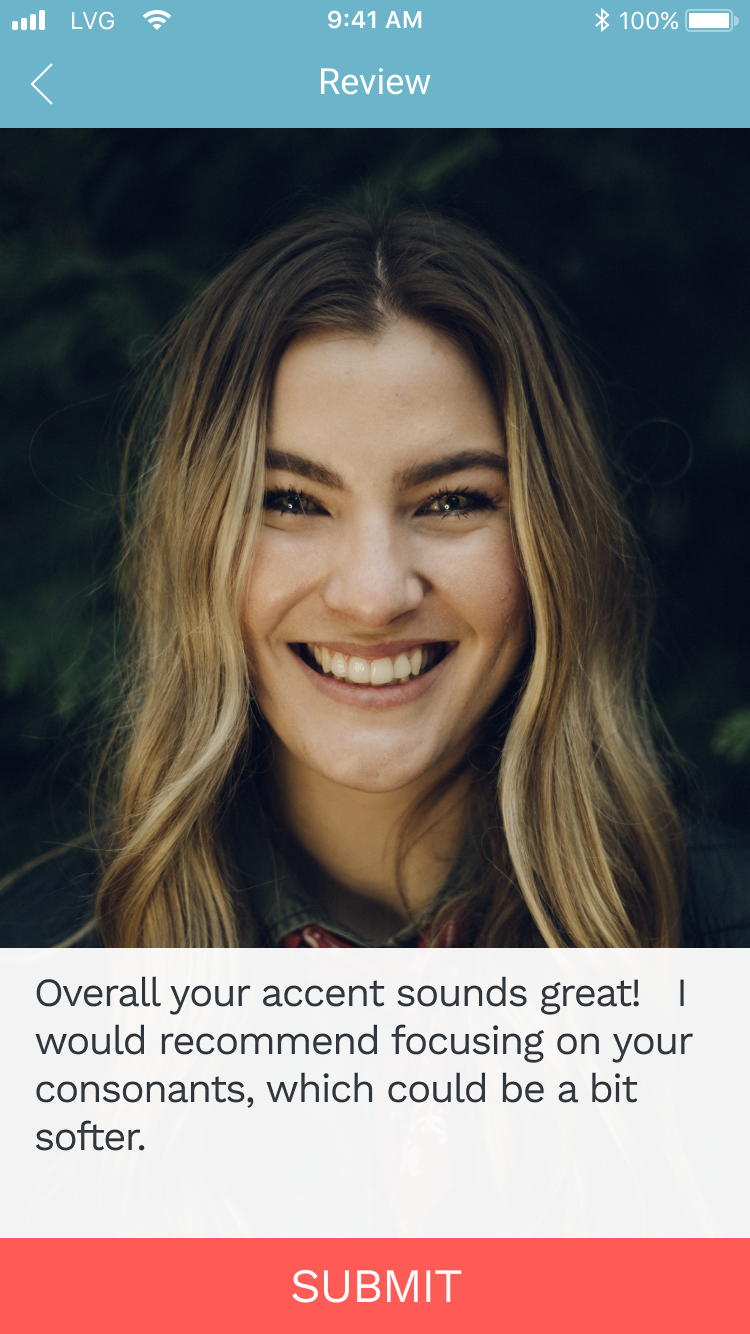 LVG 9:41 AM 100%
Review
Overall your accent sounds great! I
would recommend focusing on your
consonants, which could be a bit
softer.
SUBMIT